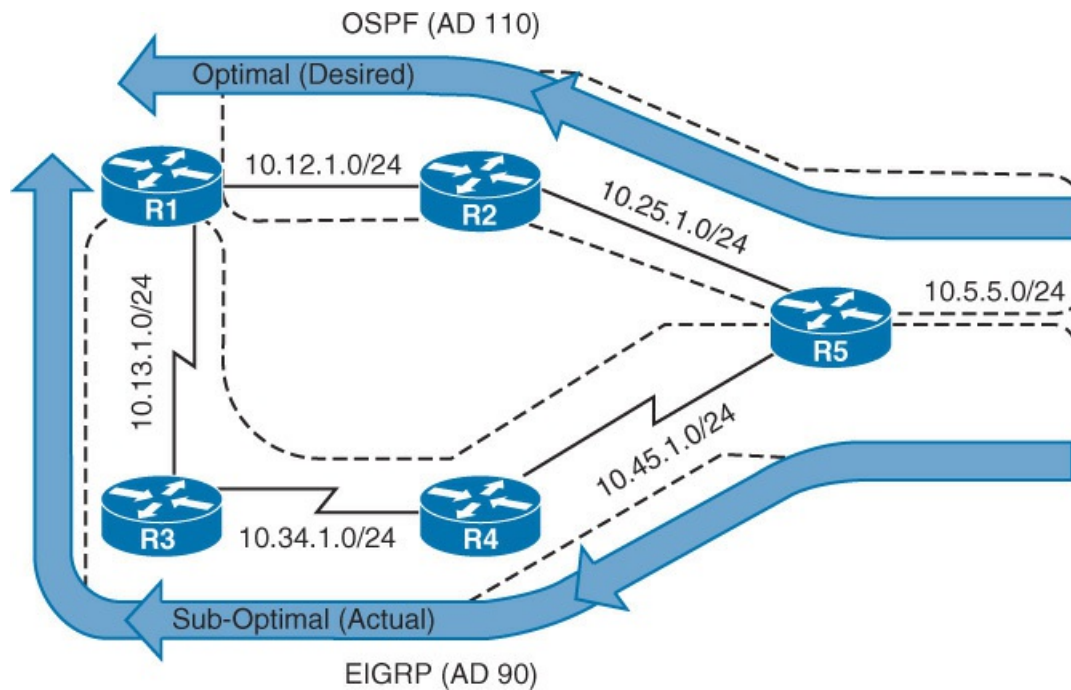 OSPF (AD 110)
Optimal (Desired)
10.12.1.0/24
R1
R2
10.25.1.0/24
10.5.5.0/24
R5
10.13.1.0/24
10.45.1.0/24
R3
10.34.1.0/24
R4
Sub-Optimal (Actual)
EIGRP (AD 90)